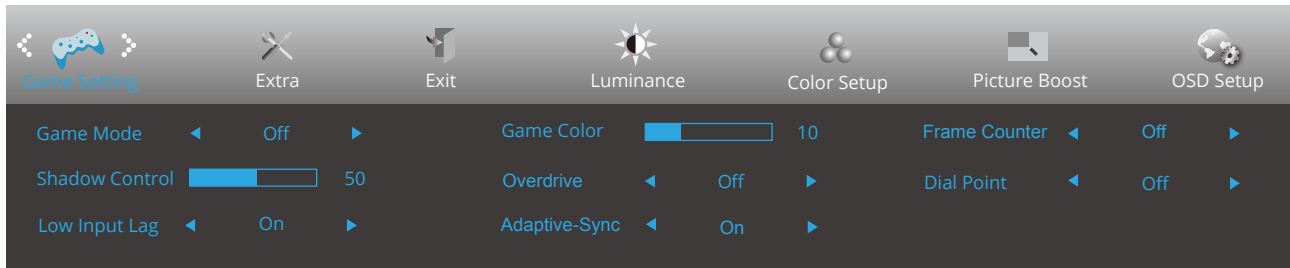 Game Setting Extra Exit Luminance Color Setup Picture Boost OSD Setup
Game Mode Off Game Color 10 Frame Counter Off
Shadow Control 50 Overdrive Off Dial Point Off
Low Input Lag On Adaptive-Sync On